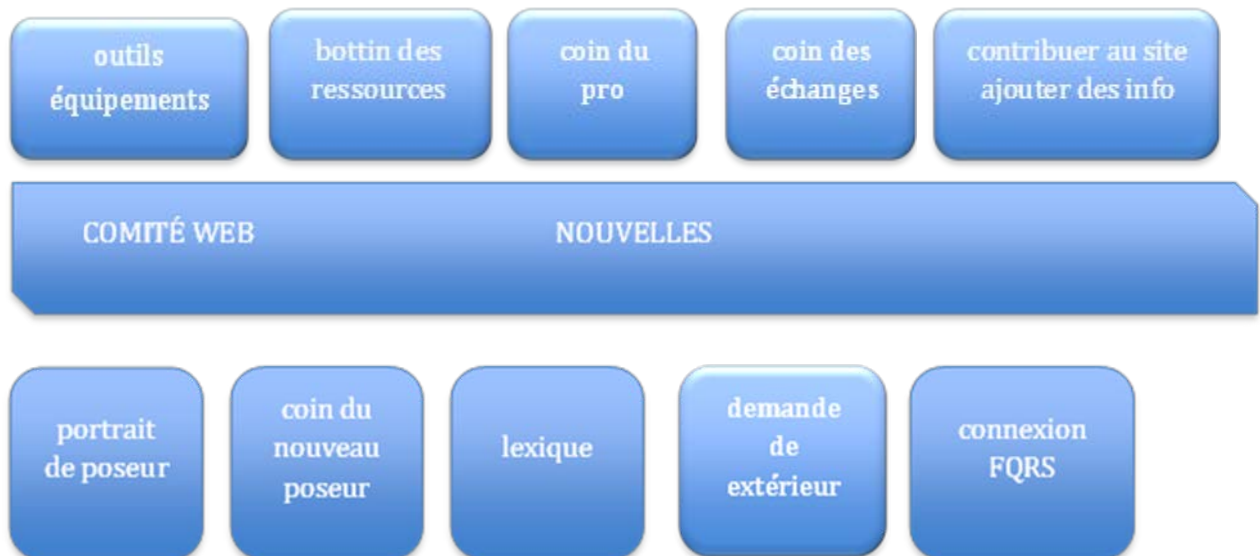 outils
équipements
bottin des
ressources
coin du
pro
coin des
échanges
contribuer au site
ajouter des info
COMITÉ WEB
NOUVELLES
portrait
de poseur
coin du
nouveau
poseur
lexique
demande
de
extérieur
connexion
FQRS